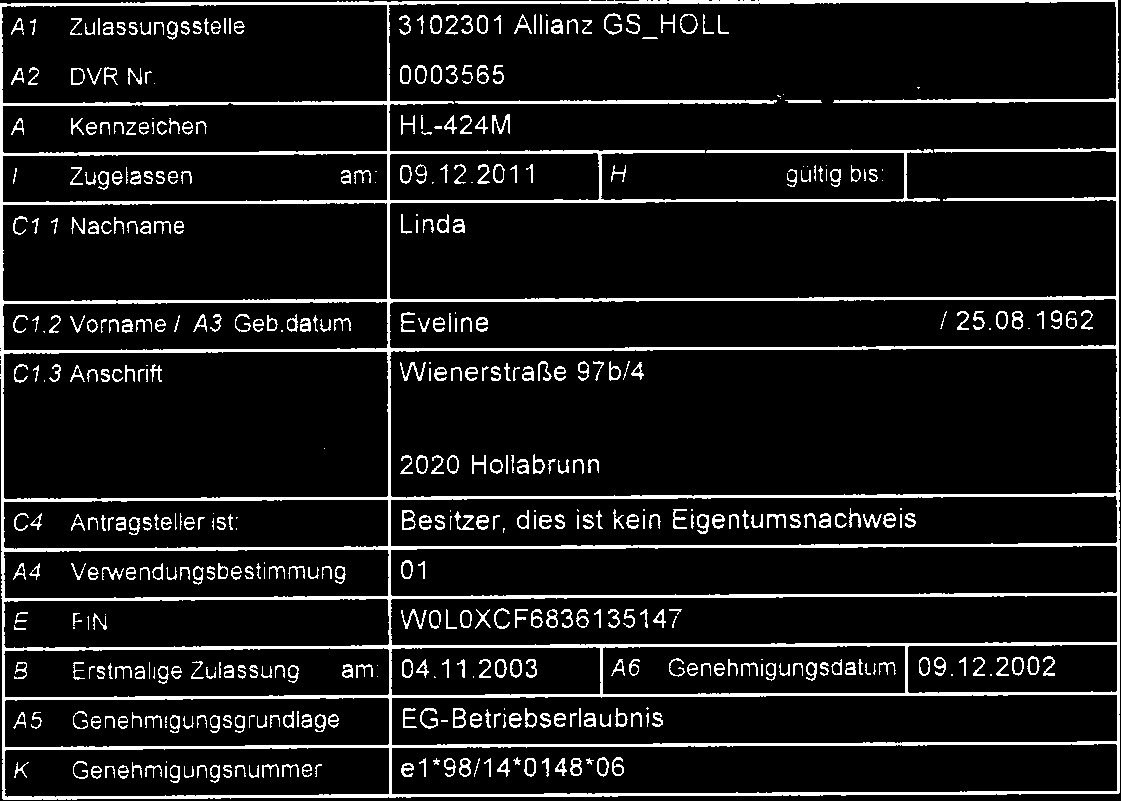 A1 Zulassungsstelle 3102301 Allianz GS_HOLL
A2 DVR Nr. 0003565
A Kennzeichen HL-424M
I Zugelassen am: 09.12.2011 H gültig bis:
C1 1 Nachname Linda
C1.2 Vorname / A3 Geb.datum Eveline / 25.08.1962
C1.3 Anschrift Wienerstraße 97b/4
2020 Hollabrunn
C4 Antragsteller ist: Besitzer, dies ist kein Eigentumsnachweis
A4 Verwendungsbestimmung 01
E FIN W0L0XCF6836135147
B Erstmalige Zulassung am: 04.11.2003 A6 Genehmigungsdatum 09.12.2002
A5 Genehmigungsgrundlage EG-Betriebserlaubnis
K Genehmigungsnummer e1*98/14*0148*06